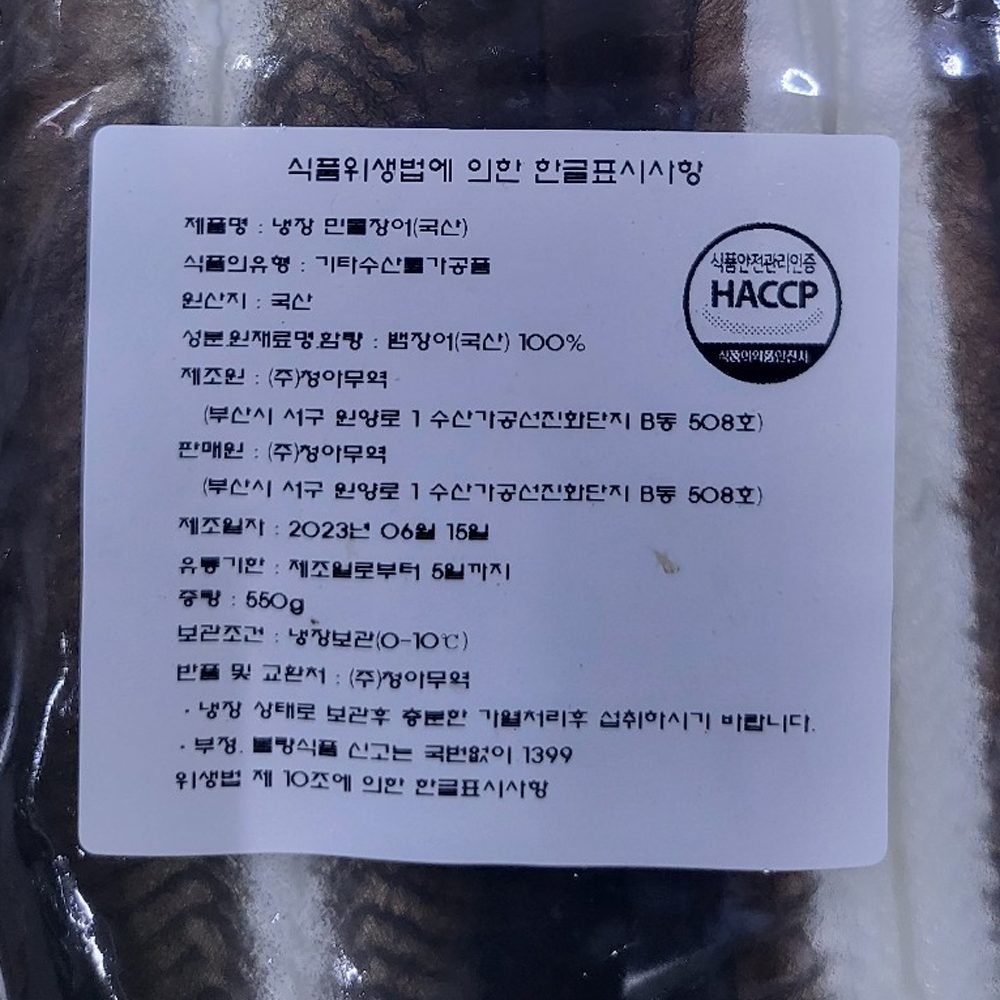 식품위생법에 의한 한글표시사항
제품명 : 냉장 민물장어(국산)
식품의유형 : 기타수산물가공품
원산지 : 국산
성분원재료명함량 : 뱀장어(국산) 100%
제조원 : (주)청아무역
(부산시 서구 원양로 1 수산가공선진화단지 B동 508호)
판매원 : (주)청아무역
(부산시 서구 원양로 1 수산가공선진화단지 B동 508호)
제조일자 : 2023년 06월 15일
유통기한 : 제조일로부터 5일까지
중량 : 550g
보관조건 : 냉장보관(0-10℃)
반품 및 교환처 : (주)청아무역
· 냉장 상태로 보관후 충분한 가열처리후 섭취하시기 바랍니다.
· 부정. 불량식품 신고는 국번없이 1399
위생법 제 10조에 의한 한글표시사항
식품안전관리인증
HACCP
식품의약품안전처